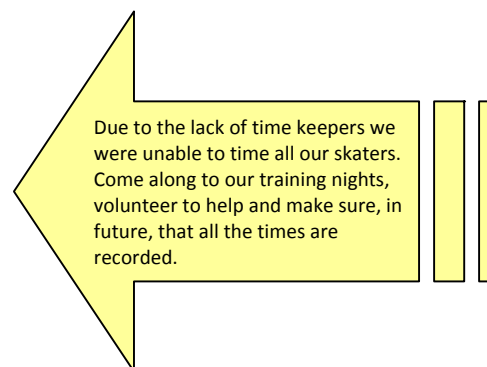 Due to the lack of time keepers we
were unable to time all our skaters.
Come along to our training nights,
volunteer to help and make sure, in
future, that all the times are
recorded.